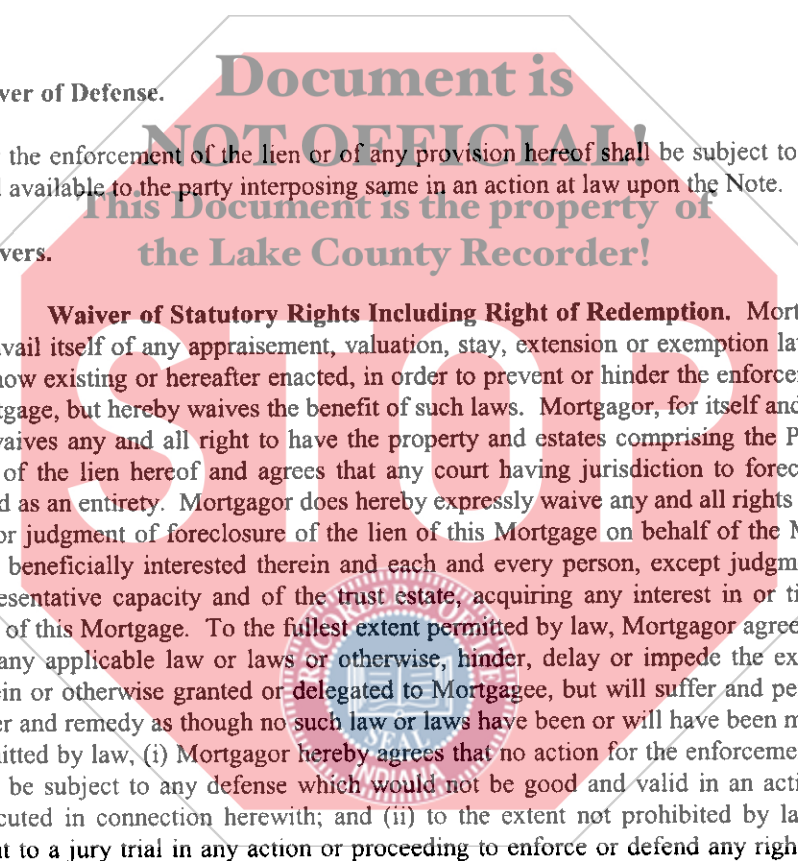 Document is
ver of Defense.
NOT OFFICIAL!
the enforcement of the lien or of any provision hereof shall be subject to
available to the party interposing same in an action at law upon the Note.
This Document is the property of
vers.
the Lake County Recorder!
Waiver of Statutory Rights Including Right of Redemption. Mort
vail itself of any appraisement, valuation, stay, extension or exemption la
now existing or hereafter enacted, in order to prevent or hinder the enforcem
tgage, but hereby waives the benefit of such laws. Mortgagor, for itself and
vaives any and all right to have the property and estates comprising the P
of the lien hereof and agrees that any court having jurisdiction to forec
d as an entirety. Mortgagor does hereby expressly waive any and all rights
or judgment of foreclosure of the lien of this Mortgage on behalf of the M
beneficially interested therein and each and every person, except judgm
esentative capacity and of the trust estate, acquiring any interest in or ti
of this Mortgage. To the fullest extent permitted by law, Mortgagor agree
any applicable law or laws or otherwise, hinder, delay or impede the ex
in or otherwise granted or delegated to Mortgagee, but will suffer and pe
er and remedy as though no such law or laws have been or will have been m
itted by law, (i) Mortgagor hereby agrees that no action for the enforceme
be subject to any defense which would not be good and valid in an acti
cuted in connection herewith; and (ii) to the extent not prohibited by la
t to a jury trial in any action or proceeding to enforce or defend any righ
STOP
SEAL
INDIANA